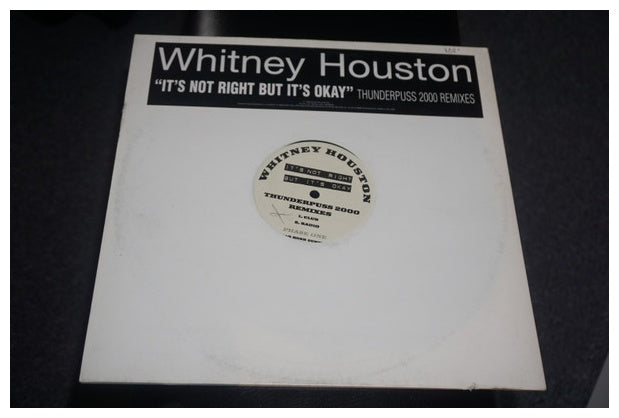 Whitney Houston
"IT'S NOT RIGHT BUT IT'S OKAY" THUNDERPUSS 2000 REMIXES
WHITNEY HOUSTON
IT'S NOT RIGHT
BUT IT'S OKAY
THUNDERPUSS 2000
REMIXES
1. CLUB
2. RADIO
PHASE ONE